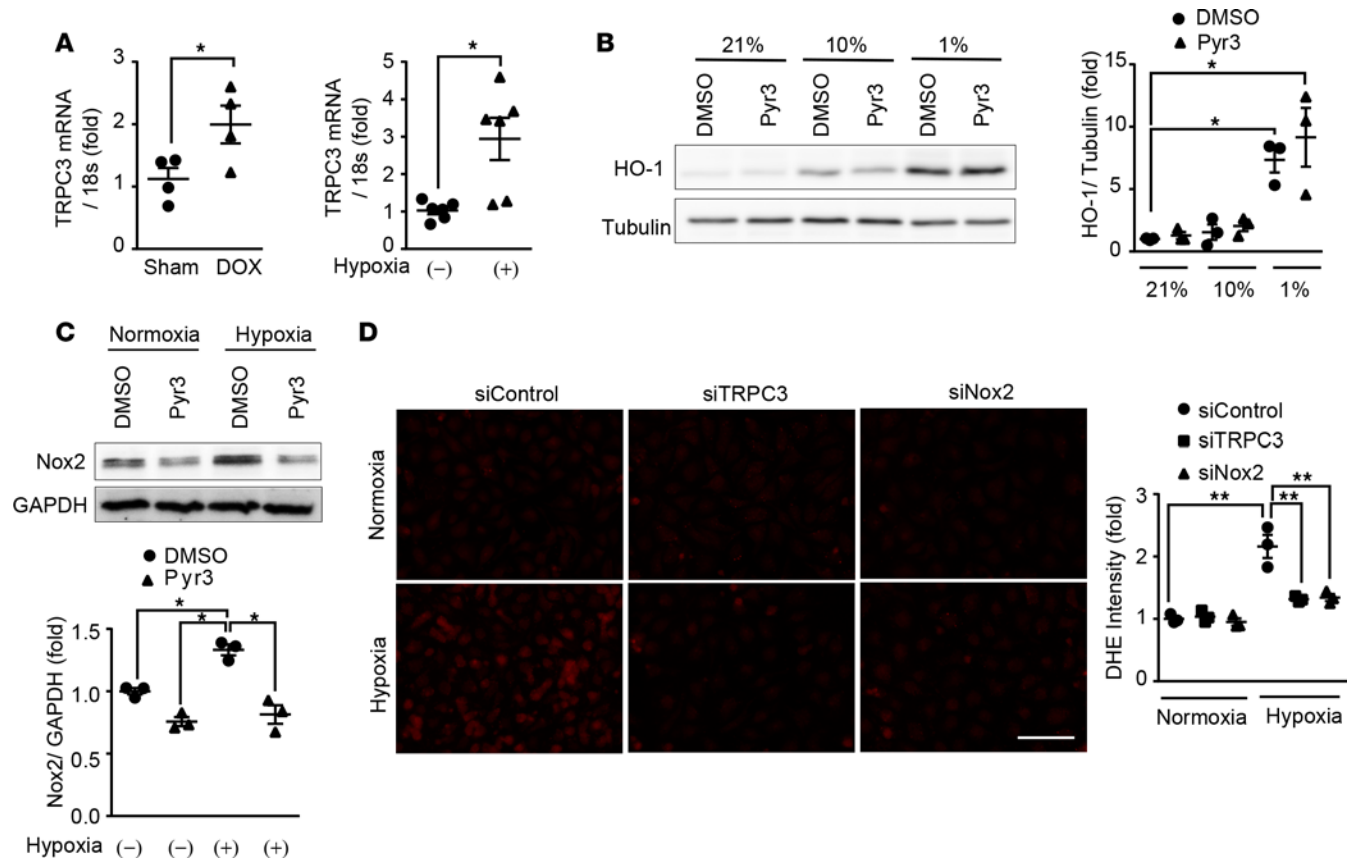 A
TRPC3 mRNA
/ 18s (fold)
3
2
1
0
Sham
DOX
*
TRPC3 mRNA
/ 18s (fold)
5
4
3
2
1
0
Hypoxia
(−)
(+)
*
B
21%
10%
1%
DMSO
Pyr3
DMSO
Pyr3
DMSO
Pyr3
HO-1
Tubulin
DMSO
Pyr3
HO-1/ Tubulin (fold)
15
10
5
0
*
*
21%
10%
1%
C
Normoxia
Hypoxia
DMSO
Pyr3
DMSO
Pyr3
Nox2
GAPDH
DMSO
Pyr3
Nox2/ GAPDH (fold)
1.5
1.0
0.5
0.0
*
*
*
Hypoxia (−) (−) (+) (+)
D
siControl
siTRPC3
siNox2
Normoxia
Hypoxia
siControl
siTRPC3
siNox2
DHE Intensity (fold)
3
2
1
0
**
**
**
Normoxia
Hypoxia